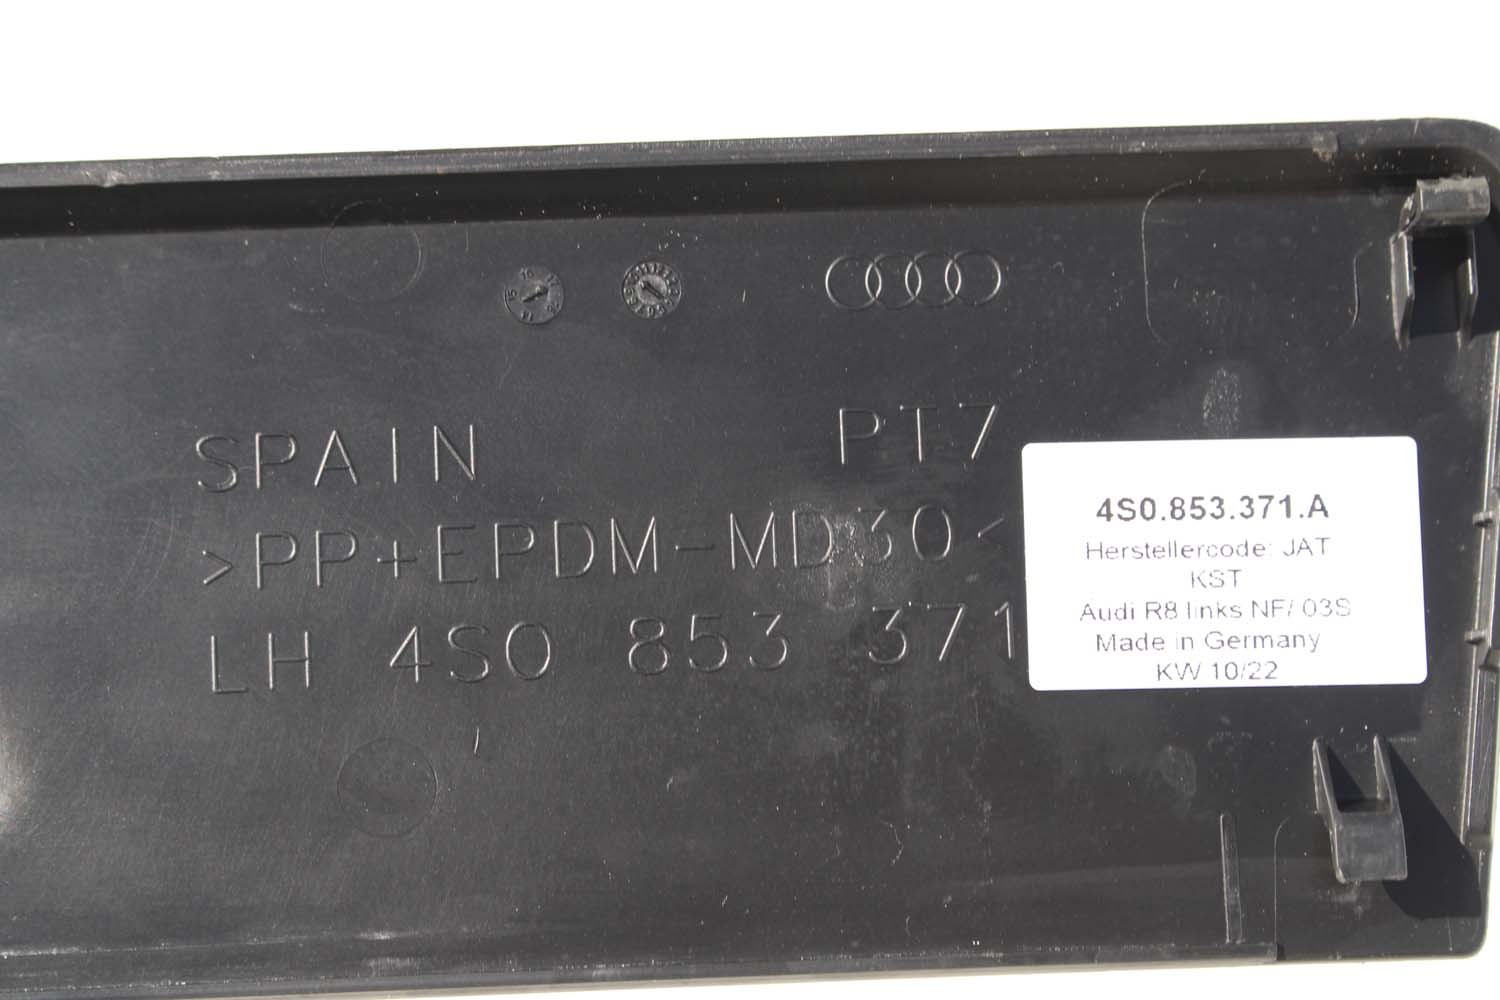 SPAIN PT7
>PP+EPDM-MD30<
LH 4S0 853 371
4S0.853.371.A
Herstellercode: JAT
KST
Audi R8 links NF/ 03S
Made in Germany
KW 10/22